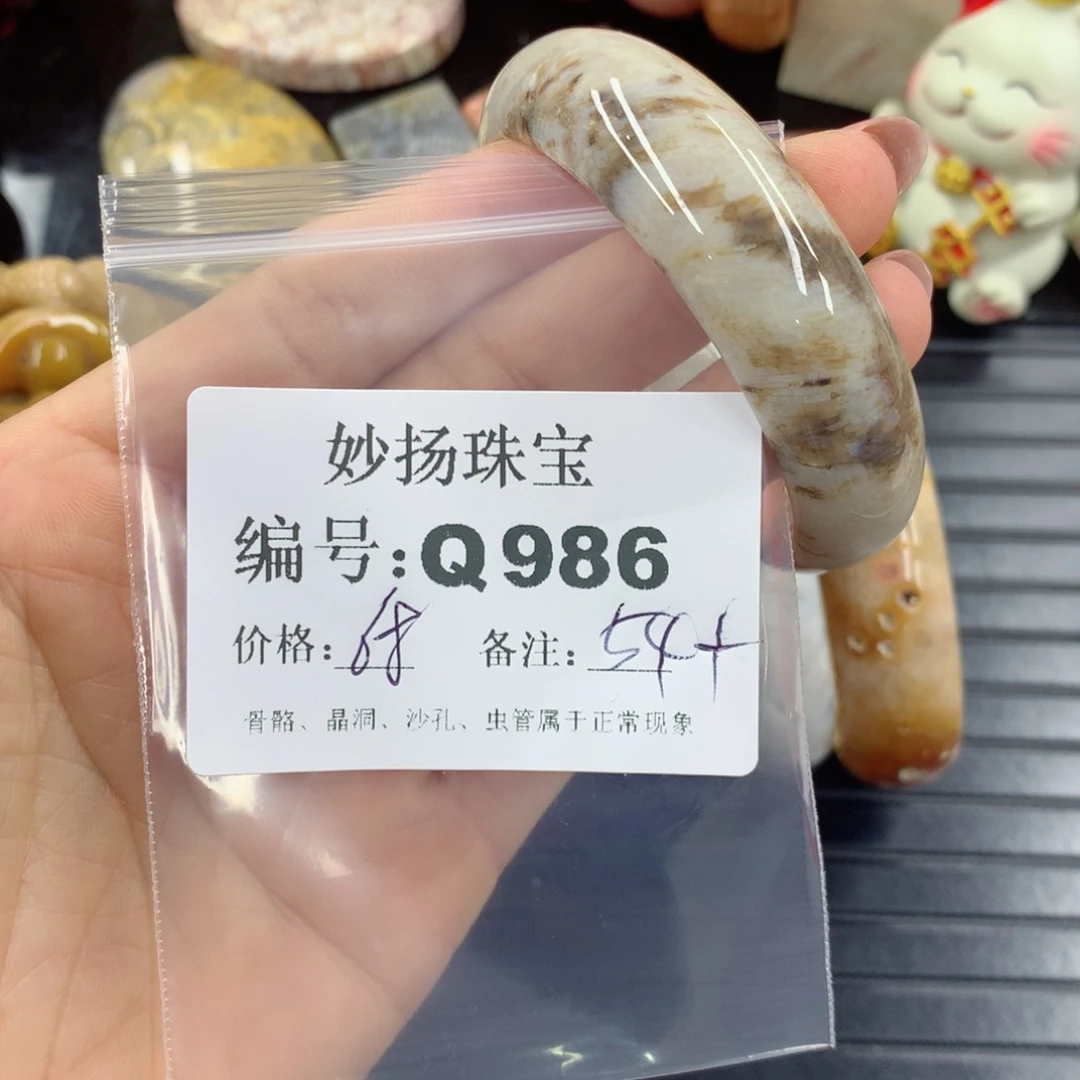 妙扬珠宝
编号:Q986
价格:68 备注:54+
骨骼、晶洞、沙孔、虫管属于正常现象